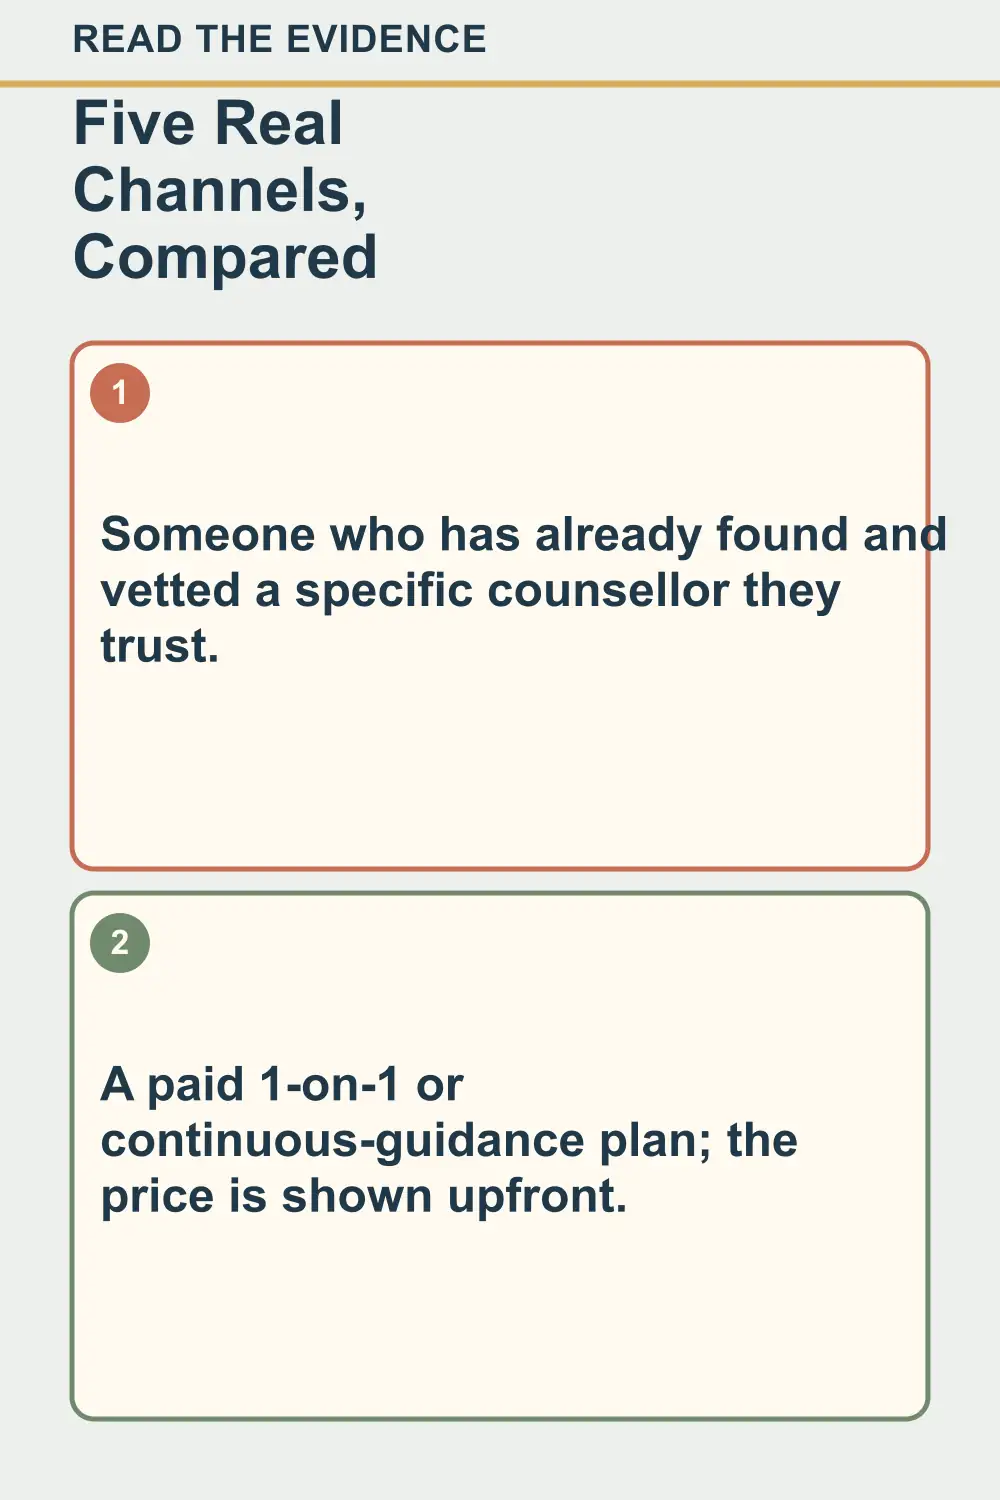 READ THE EVIDENCE
Five Real
Channels,
Compared
1
Someone who has already found and
vetted a specific counsellor they
trust.
2
A paid 1-on-1 or
continuous-guidance plan; the
price is shown upfront.